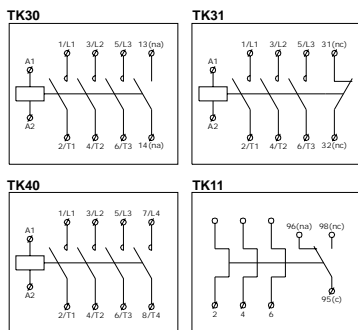 TK30
1/L1 3/L2 5/L3 13(na)
A1
A2
2/T1 4/T2 6/T3 14(na)
TK31
1/L1 3/L2 5/L3 31(nc)
A1
A2
2/T1 4/T2 6/T3 32(nc)
TK40
1/L1 3/L2 5/L3 7/L4
A1
A2
2/T1 4/T2 6/T3 8/T4
TK11
96(na) 98(nc)
95(c)
2 4 6